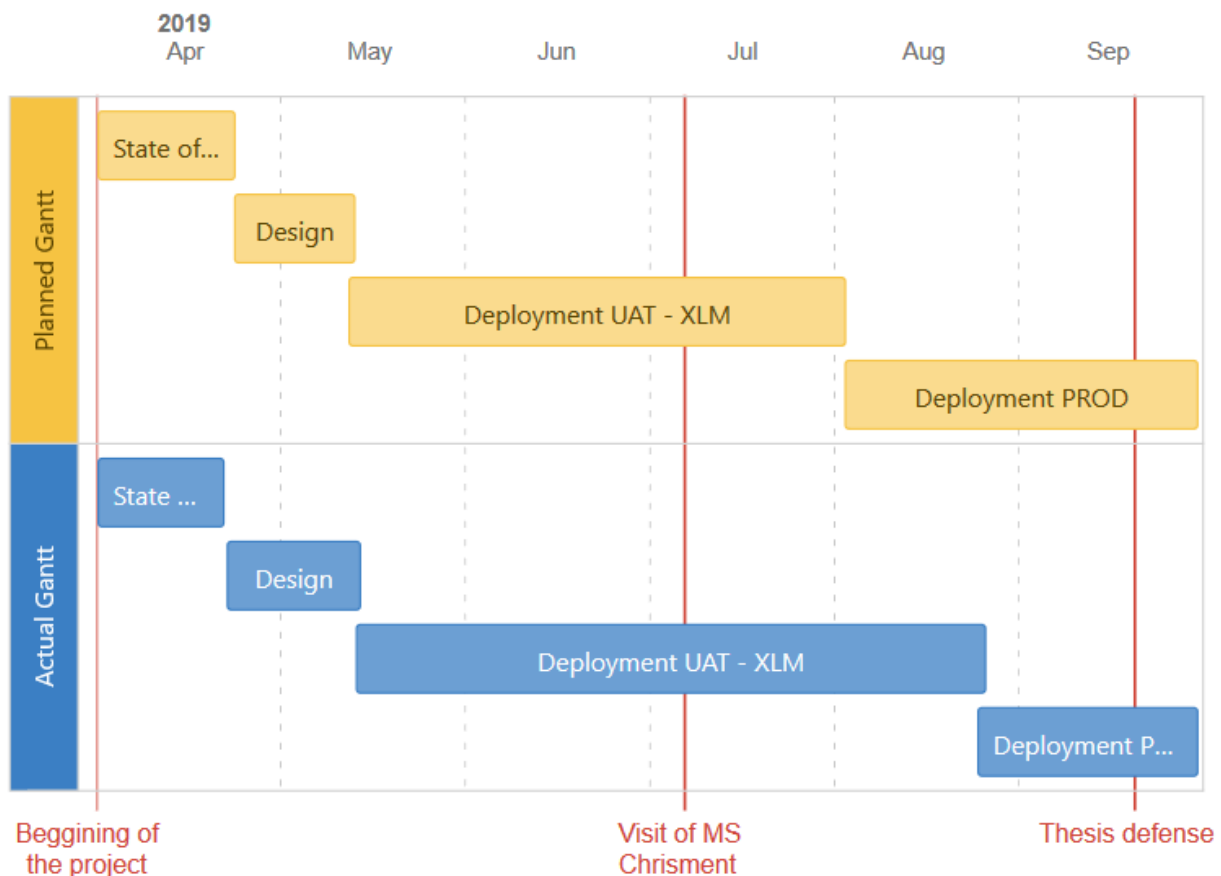 2019
Apr May Jun Jul Aug Sep
Planned Gantt
State of...
Design
Deployment UAT - XLM
Deployment PROD
Actual Gantt
State ...
Design
Deployment UAT - XLM
Deployment P...
Beggining of
the project
Visit of MS
Chrisment
Thesis defense